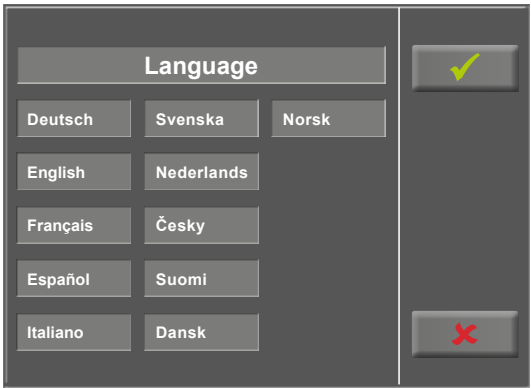 Language
Deutsch Svenska Norsk
English Nederlands
Français Česky
Español Suomi
Italiano Dansk